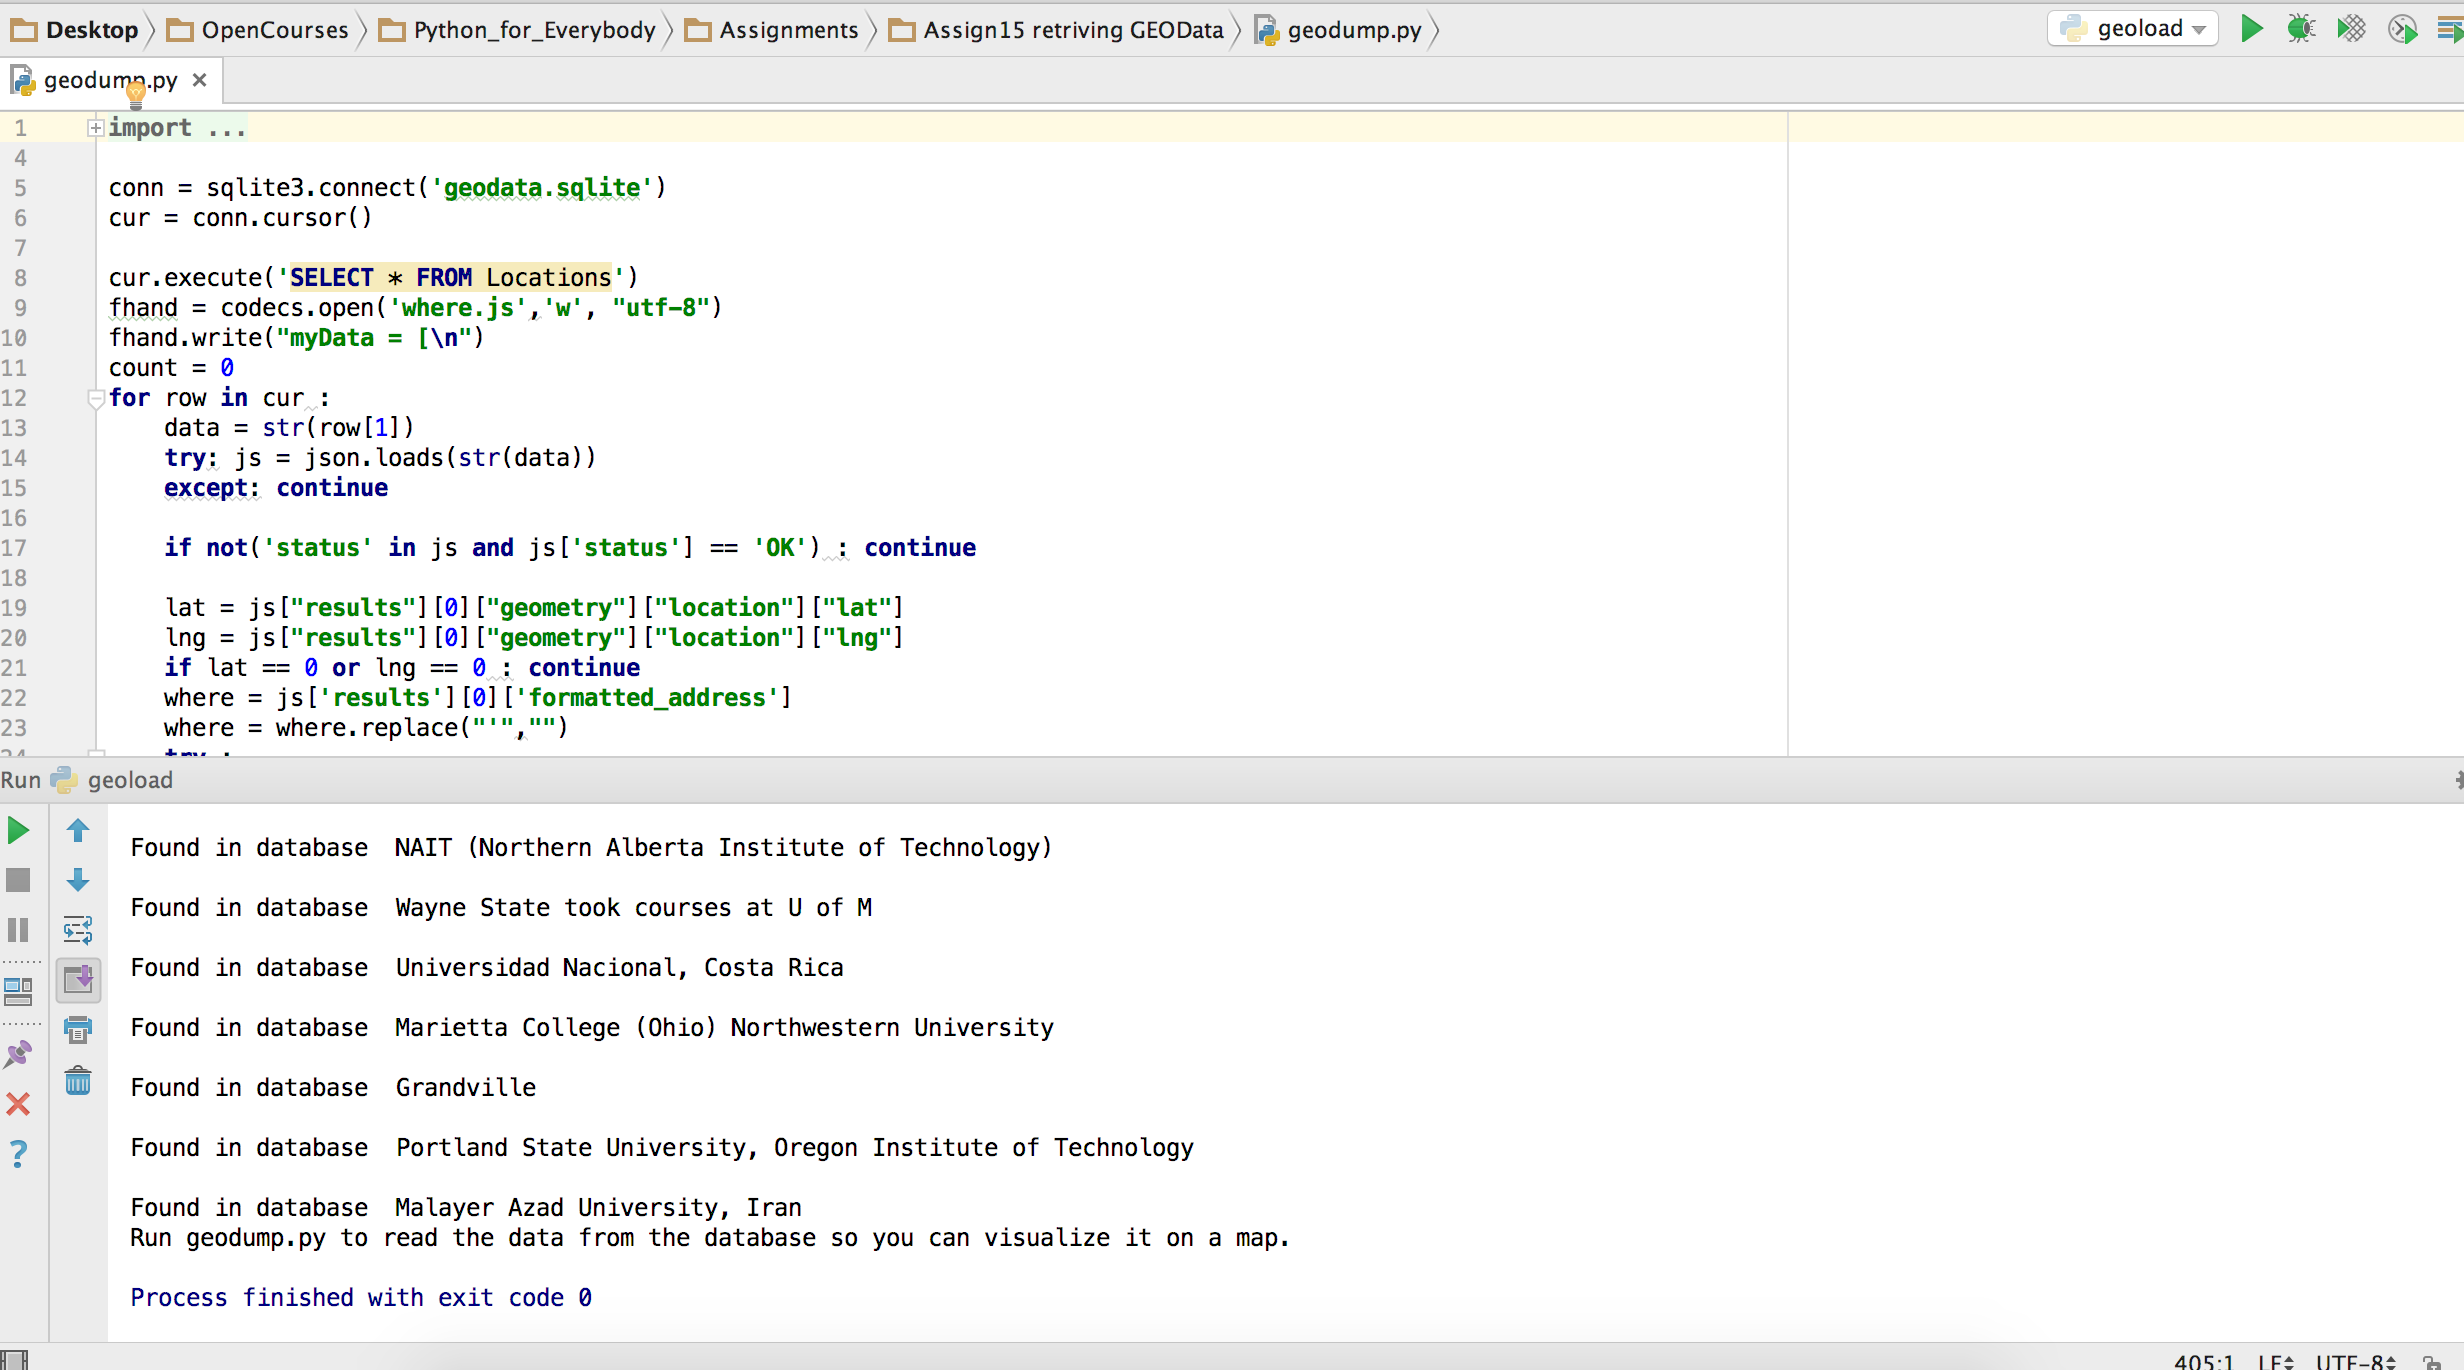 Desktop OpenCourses Python_for_Everybody Assignments Assign15 retriving GEOData geodump.py geoload
geodump.py
1 import ...
4
5 conn = sqlite3.connect('geodata.sqlite')
6 cur = conn.cursor()
7
8 cur.execute('SELECT * FROM Locations')
9 fhand = codecs.open('where.js','w', "utf-8")
10 fhand.write("myData = [\n")
11 count = 0
12 for row in cur :
13     data = str(row[1])
14     try: js = json.loads(str(data))
15     except: continue
16
17     if not('status' in js and js['status'] == 'OK') : continue
18
19     lat = js["results"][0]["geometry"]["location"]["lat"]
20     lng = js["results"][0]["geometry"]["location"]["lng"]
21     if lat == 0 or lng == 0 : continue
22     where = js['results'][0]['formatted_address']
23     where = where.replace("'","")
24     try :
Run geoload
Found in database  NAIT (Northern Alberta Institute of Technology)
Found in database  Wayne State took courses at U of M
Found in database  Universidad Nacional, Costa Rica
Found in database  Marietta College (Ohio) Northwestern University
Found in database  Grandville
Found in database  Portland State University, Oregon Institute of Technology
Found in database  Malayer Azad University, Iran
Run geodump.py to read the data from the database so you can visualize it on a map.
Process finished with exit code 0
405:1 LF UTF-8